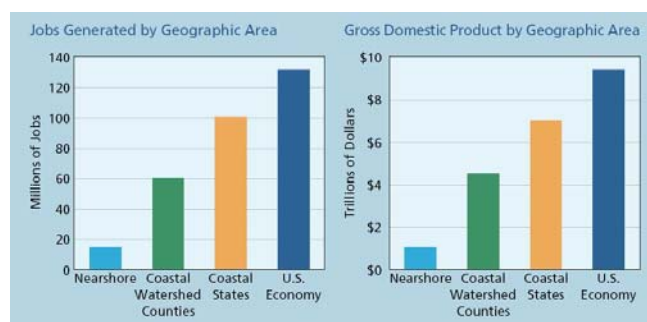 Jobs Generated by Geographic Area
140
120
100
80
60
40
20
0
Millions of Jobs
Nearshore Coastal Coastal U.S.
Watershed States Economy
Counties
Gross Domestic Product by Geographic Area
$10
$8
$6
$4
$2
$0
Trillions of Dollars
Nearshore Coastal Coastal U.S.
Watershed States Economy
Counties